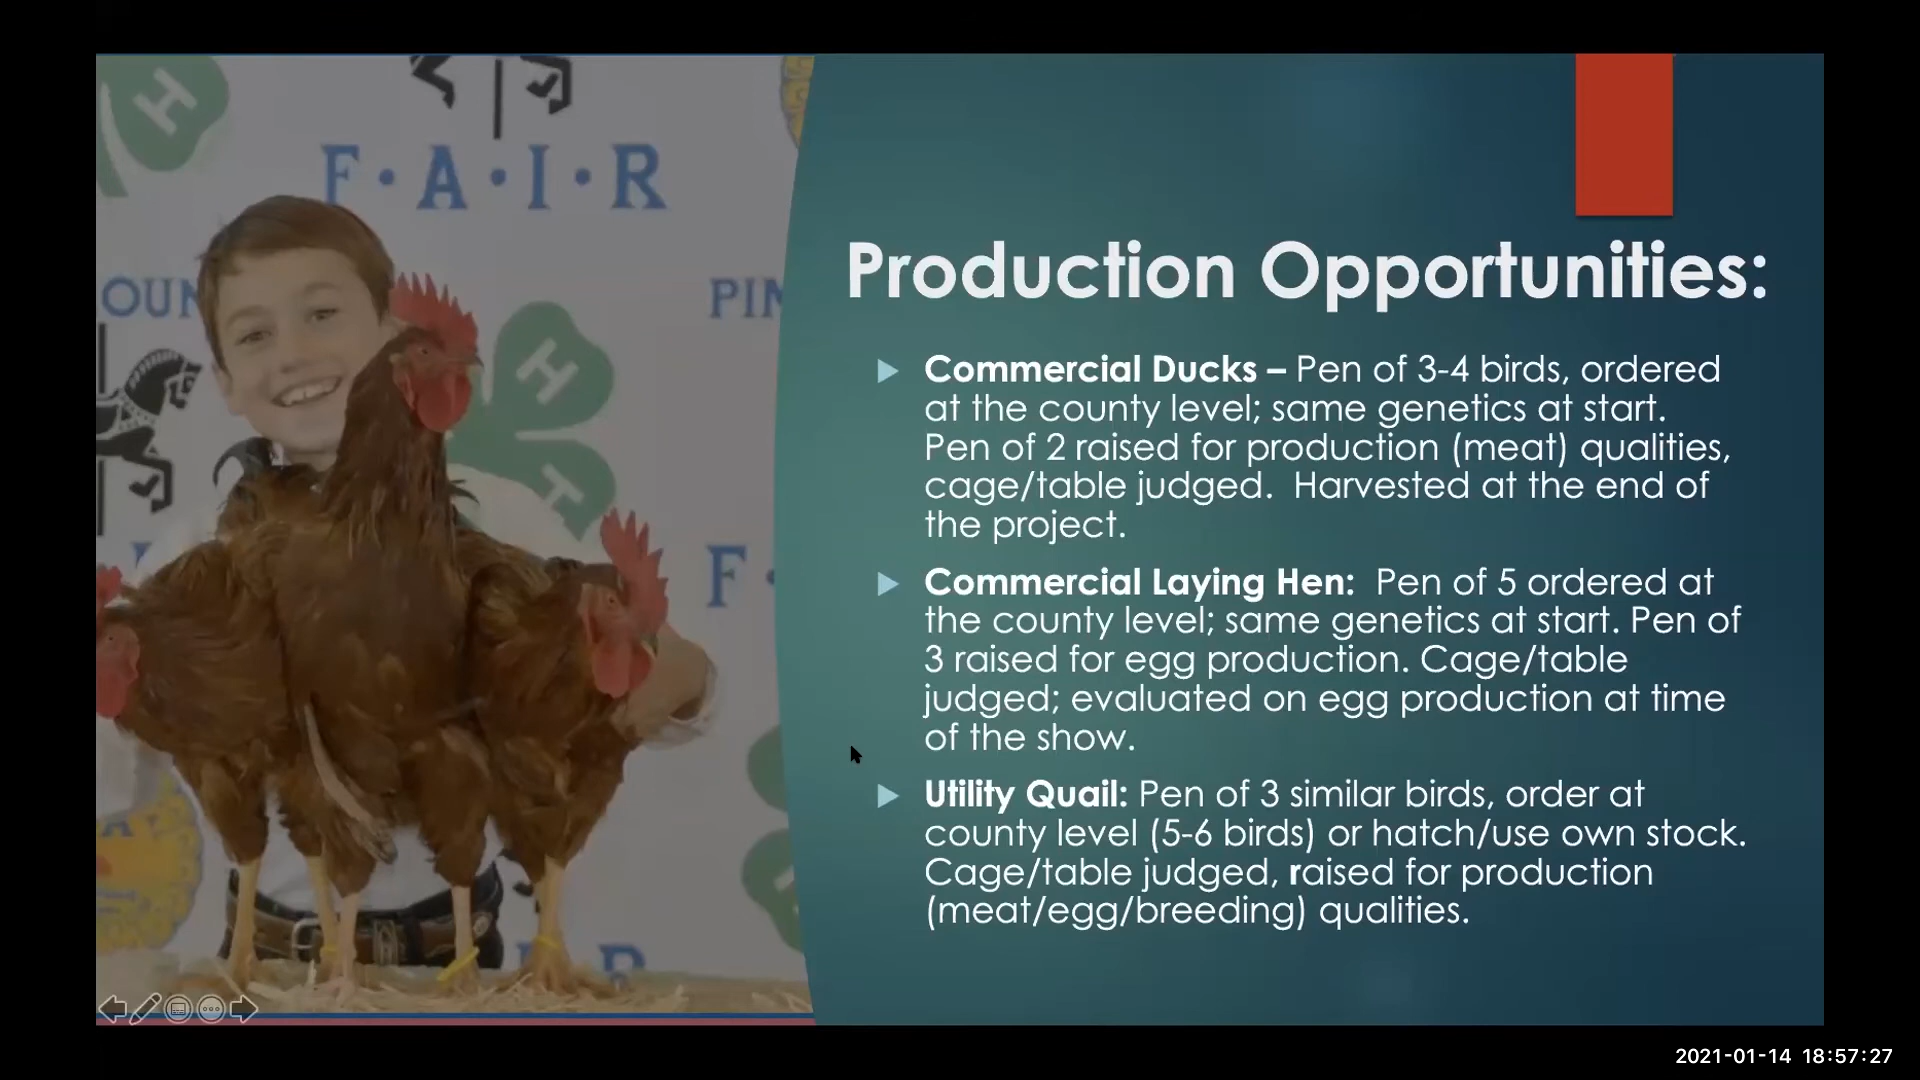 H
F·A·I·R
OUN
PIN
H
H
F·
Production Opportunities:
Commercial Ducks – Pen of 3-4 birds, ordered
at the county level; same genetics at start.
Pen of 2 raised for production (meat) qualities,
cage/table judged.  Harvested at the end of
the project.
Commercial Laying Hen:  Pen of 5 ordered at
the county level; same genetics at start. Pen of
3 raised for egg production. Cage/table
judged; evaluated on egg production at time
of the show.
Utility Quail: Pen of 3 similar birds, order at
county level (5-6 birds) or hatch/use own stock.
Cage/table judged, raised for production
(meat/egg/breeding) qualities.
2021-01-14 18:57:27